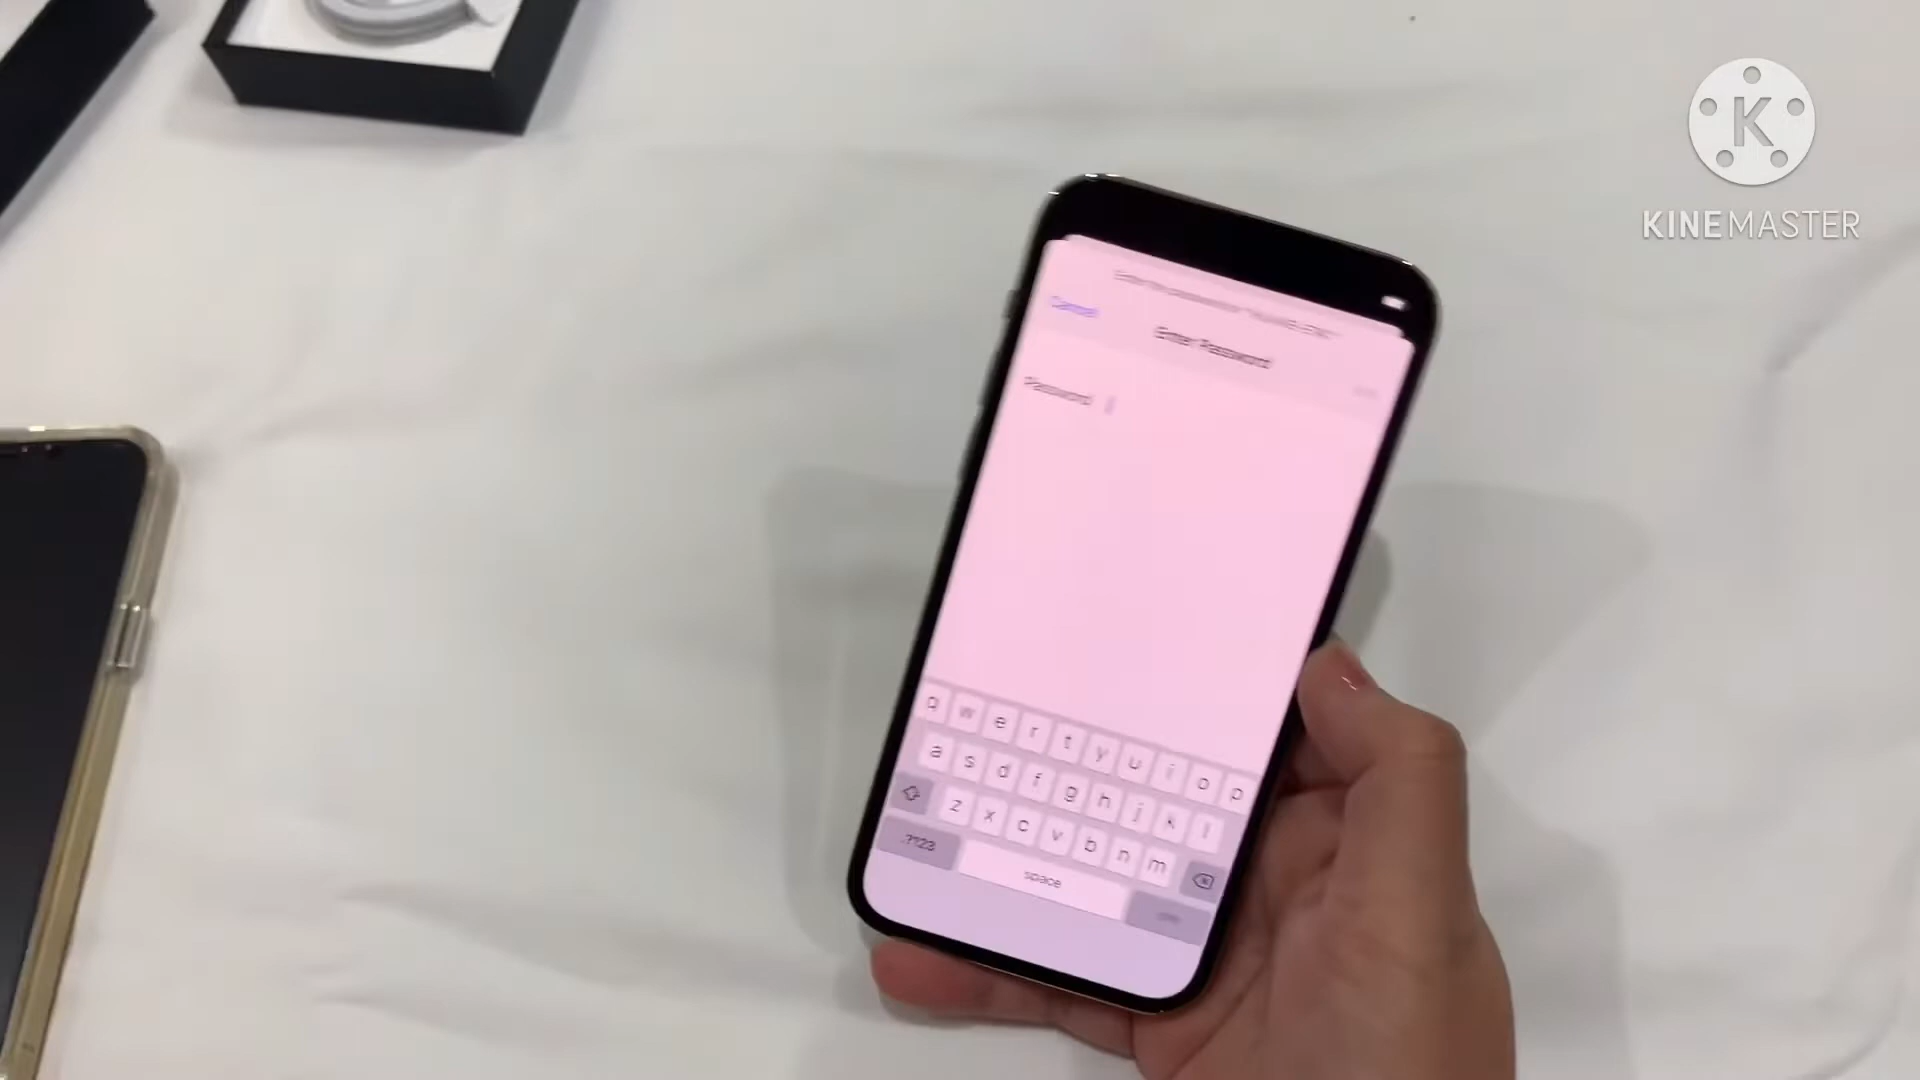 K
KINEMASTER
Cancel
Enter Password
Password
q w e r t y u i o p
a s d f g h j k l
z x c v b n m
.?123
space